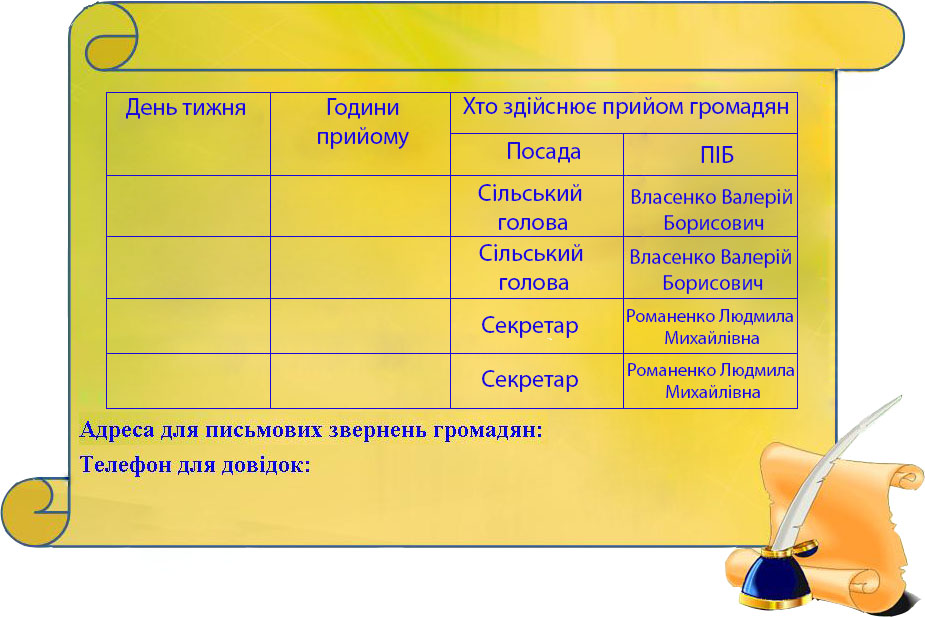 День тижня
Години
прийому
Хто здійснює прийом громадян
Посада
ПІБ
Сільський
голова
Власенко Валерій
Борисович
Сільський
голова
Власенко Валерій
Борисович
Секретар
Романенко Людмила
Михайлівна
Секретар
Романенко Людмила
Михайлівна
Адреса для письмових звернень громадян:
Телефон для довідок: